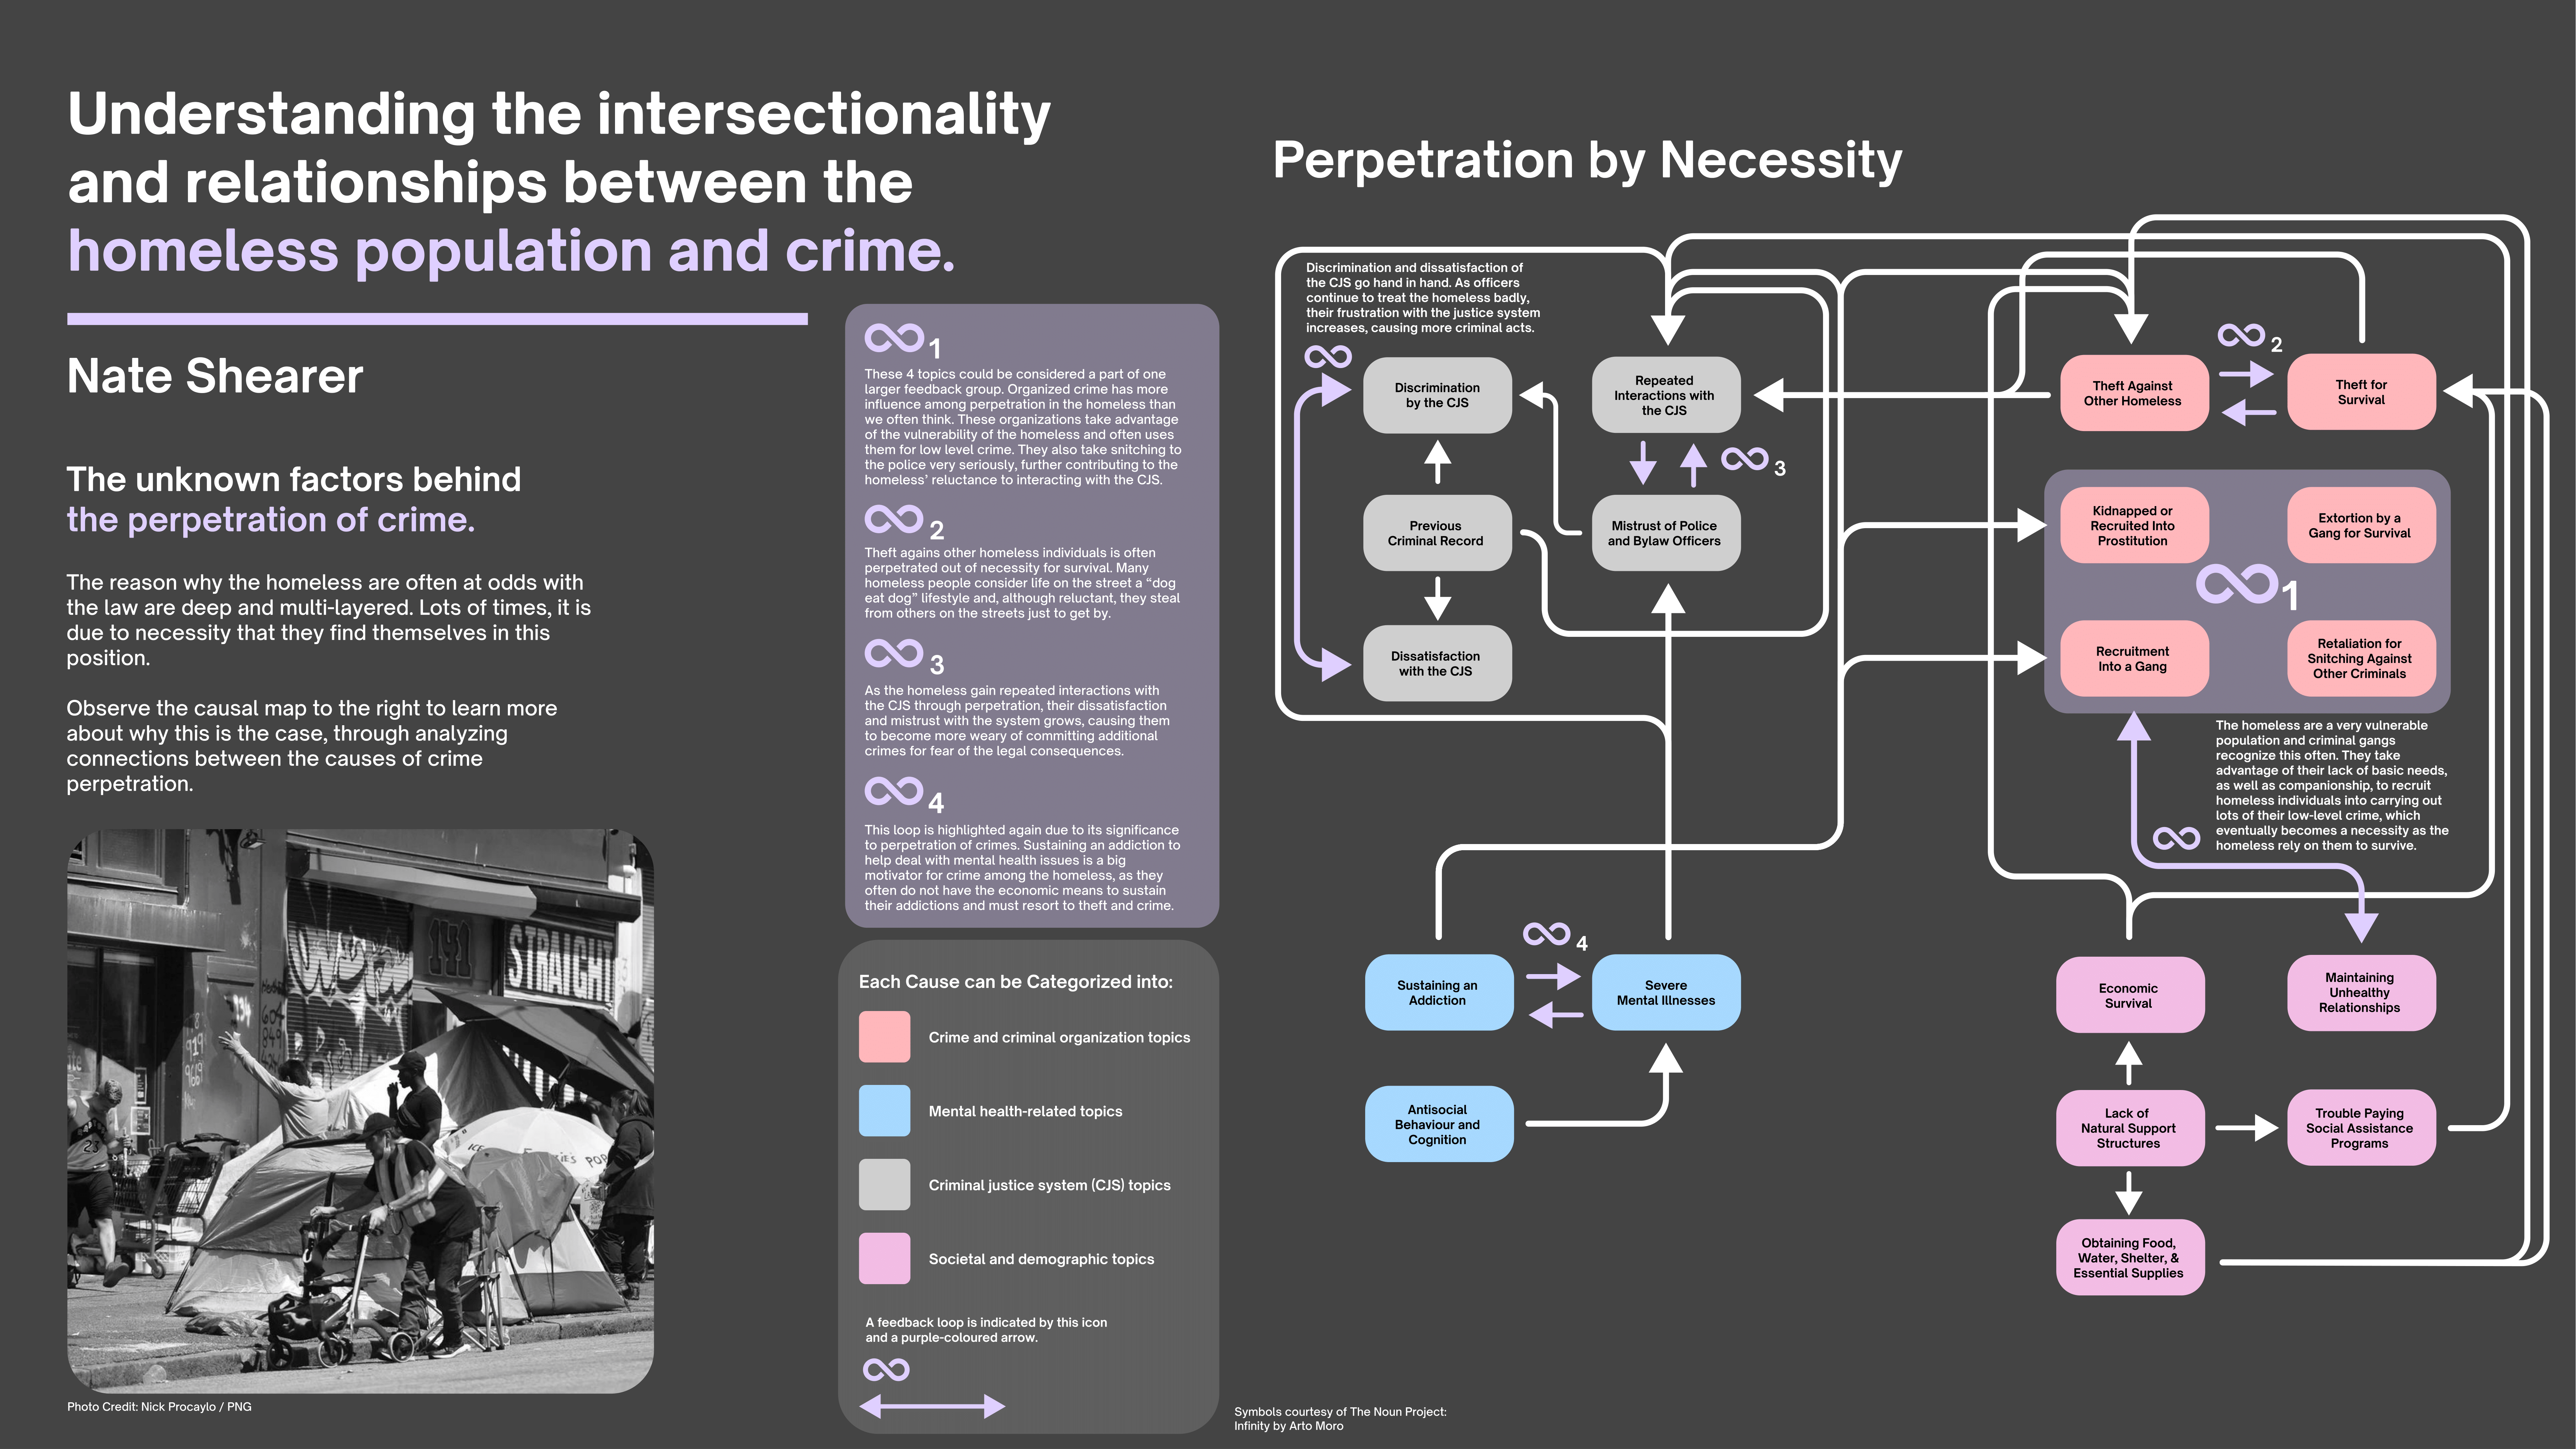 Understanding the intersectionality
and relationships between the
homeless population and crime.
Nate Shearer
The unknown factors behind
the perpetration of crime.
The reason why the homeless are often at odds with
the law are deep and multi-layered. Lots of times, it is
due to necessity that they find themselves in this
position.
Observe the causal map to the right to learn more
about why this is the case, through analyzing
connections between the causes of crime
perpetration.
141
STRAIGHT
23
Photo Credit: Nick Procaylo / PNG
1
These 4 topics could be considered a part of one
larger feedback group. Organized crime has more
influence among perpetration in the homeless than
we often think. These organizations take advantage
of the vulnerability of the homeless and often uses
them for low level crime. They also take snitching to
the police very seriously, further contributing to the
homeless’ reluctance to interacting with the CJS.
2
Theft agains other homeless individuals is often
perpetrated out of necessity for survival. Many
homeless people consider life on the street a “dog
eat dog” lifestyle and, although reluctant, they steal
from others on the streets just to get by.
3
As the homeless gain repeated interactions with
the CJS through perpetration, their dissatisfaction
and mistrust with the system grows, causing them
to become more weary of committing additional
crimes for fear of the legal consequences.
4
This loop is highlighted again due to its significance
to perpetration of crimes. Sustaining an addiction to
help deal with mental health issues is a big
motivator for crime among the homeless, as they
often do not have the economic means to sustain
their addictions and must resort to theft and crime.
Each Cause can be Categorized into:
Crime and criminal organization topics
Mental health-related topics
Criminal justice system (CJS) topics
Societal and demographic topics
A feedback loop is indicated by this icon
and a purple-coloured arrow.
Perpetration by Necessity
Discrimination and dissatisfaction of
the CJS go hand in hand. As officers
continue to treat the homeless badly,
their frustration with the justice system
increases, causing more criminal acts.
Discrimination
by the CJS
Repeated
Interactions with
the CJS
Theft Against
Other Homeless
2
Theft for
Survival
3
Previous
Criminal Record
Mistrust of Police
and Bylaw Officers
Kidnapped or
Recruited Into
Prostitution
Extortion by a
Gang for Survival
1
Dissatisfaction
with the CJS
Recruitment
Into a Gang
Retaliation for
Snitching Against
Other Criminals
The homeless are a very vulnerable
population and criminal gangs
recognize this often. They take
advantage of their lack of basic needs,
as well as companionship, to recruit
homeless individuals into carrying out
lots of their low-level crime, which
eventually becomes a necessity as the
homeless rely on them to survive.
4
Sustaining an
Addiction
Severe
Mental Illnesses
Economic
Survival
Maintaining
Unhealthy
Relationships
Antisocial
Behaviour and
Cognition
Lack of
Natural Support
Structures
Trouble Paying
Social Assistance
Programs
Obtaining Food,
Water, Shelter, &
Essential Supplies
Symbols courtesy of The Noun Project:
Infinity by Arto Moro